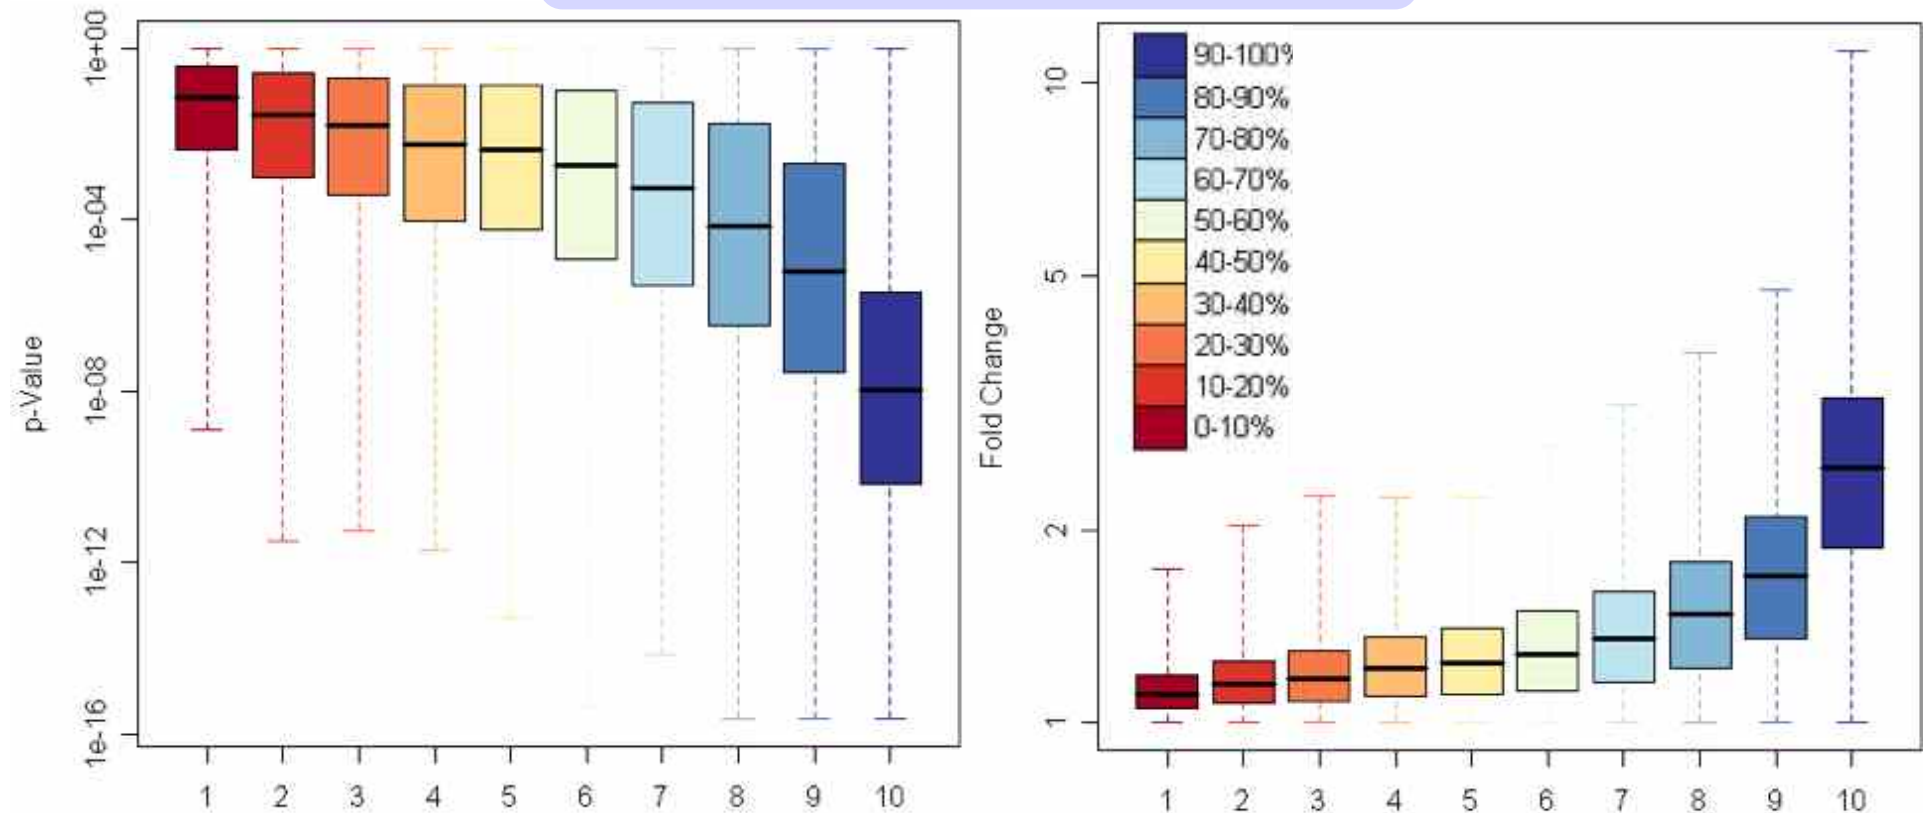 p-Value
1e+00
1e-04
1e-08
1e-12
1e-16
1 2 3 4 5 6 7 8 9 10
Fold Change
10
5
2
1
90-100%
80-90%
70-80%
60-70%
50-60%
40-50%
30-40%
20-30%
10-20%
0-10%
1 2 3 4 5 6 7 8 9 10